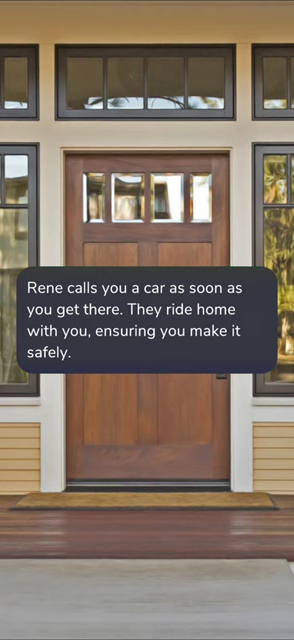 Rene calls you a car as soon as
you get there. They ride home
with you, ensuring you make it
safely.